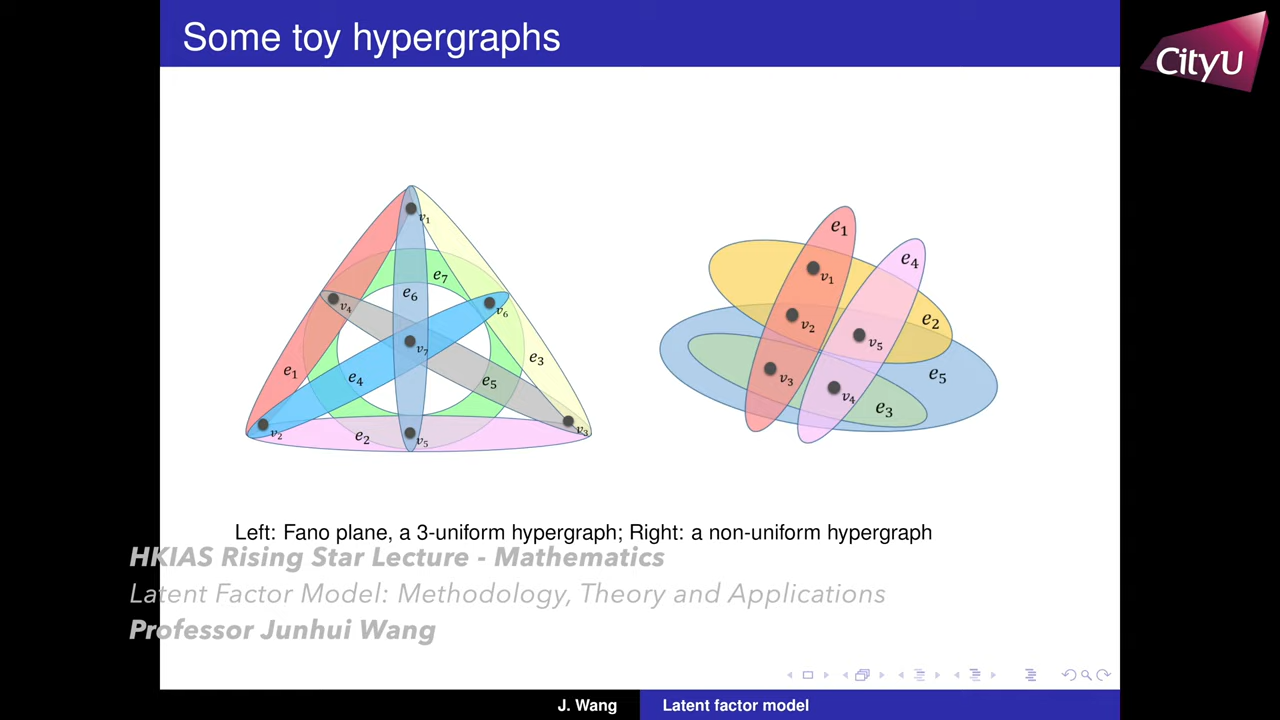 Some toy hypergraphs
CityU
v1
e7
e6
v4
v6
v7
e3
e1
e4
e5
v2
e2
v5
v3
e1
e4
v1
e2
v2
v5
e5
v3
v4
e3
Left: Fano plane, a 3-uniform hypergraph; Right: a non-uniform hypergraph
HKIAS Rising Star Lecture - Mathematics
Latent Factor Model: Methodology, Theory and Applications
Professor Junhui Wang
J. Wang
Latent factor model